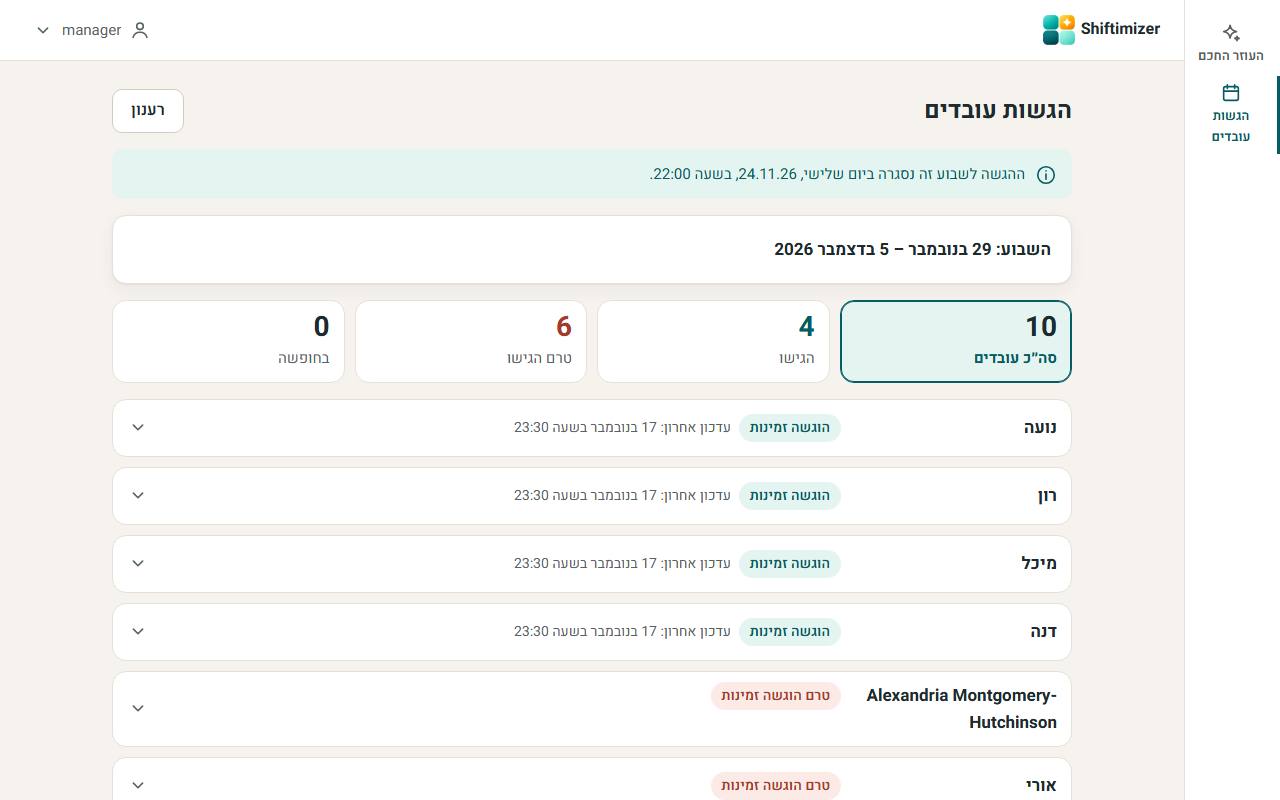 העוזר החכם
הגשות
עובדים
Shiftimizer
manager
הגשות עובדים
רענון
ההגשה לשבוע זה נסגרה ביום שלישי, 24.11.26, בשעה 22:00.
השבוע: 29 בנובמבר – 5 בדצמבר 2026
10
סה״כ עובדים
4
הגישו
6
טרם הגישו
0
בחופשה
נועה
הוגשה זמינות
עדכון אחרון: 17 בנובמבר בשעה 23:30
רון
הוגשה זמינות
עדכון אחרון: 17 בנובמבר בשעה 23:30
מיכל
הוגשה זמינות
עדכון אחרון: 17 בנובמבר בשעה 23:30
דנה
הוגשה זמינות
עדכון אחרון: 17 בנובמבר בשעה 23:30
Alexandria Montgomery-
Hutchinson
טרם הוגשה זמינות
אורי
טרם הוגשה זמינות